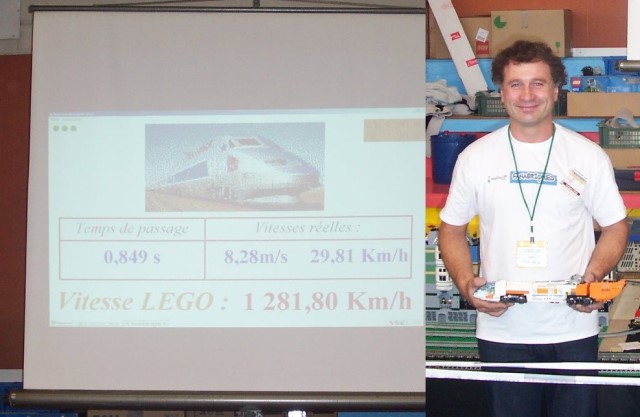 Temps de passage
Vitesses réelles :
0,849 s
8,28m/s 29,81 Km/h
Vitesse LEGO : 1 281,80 Km/h